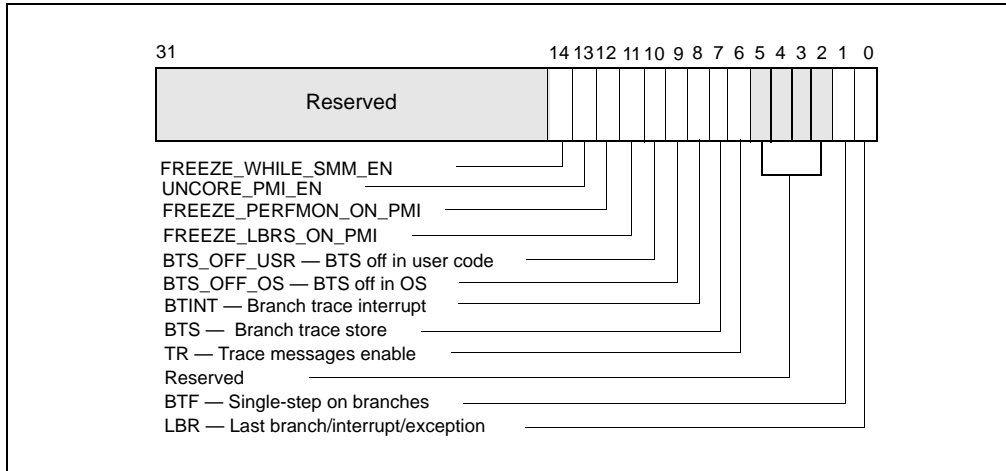 31 14 13 12 11 10 9 8 7 6 5 4 3 2 1 0
Reserved
FREEZE_WHILE_SMM_EN
UNCORE_PMI_EN
FREEZE_PERFMON_ON_PMI
FREEZE_LBRS_ON_PMI
BTS_OFF_USR — BTS off in user code
BTS_OFF_OS — BTS off in OS
BTINT — Branch trace interrupt
BTS — Branch trace store
TR — Trace messages enable
Reserved
BTF — Single-step on branches
LBR — Last branch/interrupt/exception